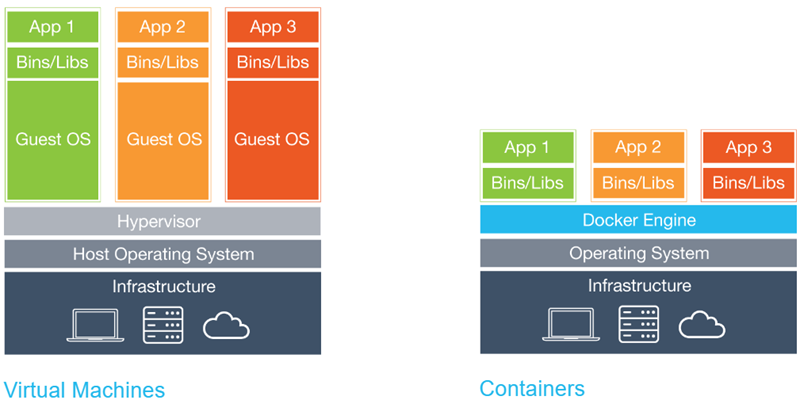 App 1
App 2
App 3
Bins/Libs
Bins/Libs
Bins/Libs
Guest OS
Guest OS
Guest OS
Hypervisor
Host Operating System
Infrastructure
Virtual Machines
App 1
App 2
App 3
Bins/Libs
Bins/Libs
Bins/Libs
Docker Engine
Operating System
Infrastructure
Containers